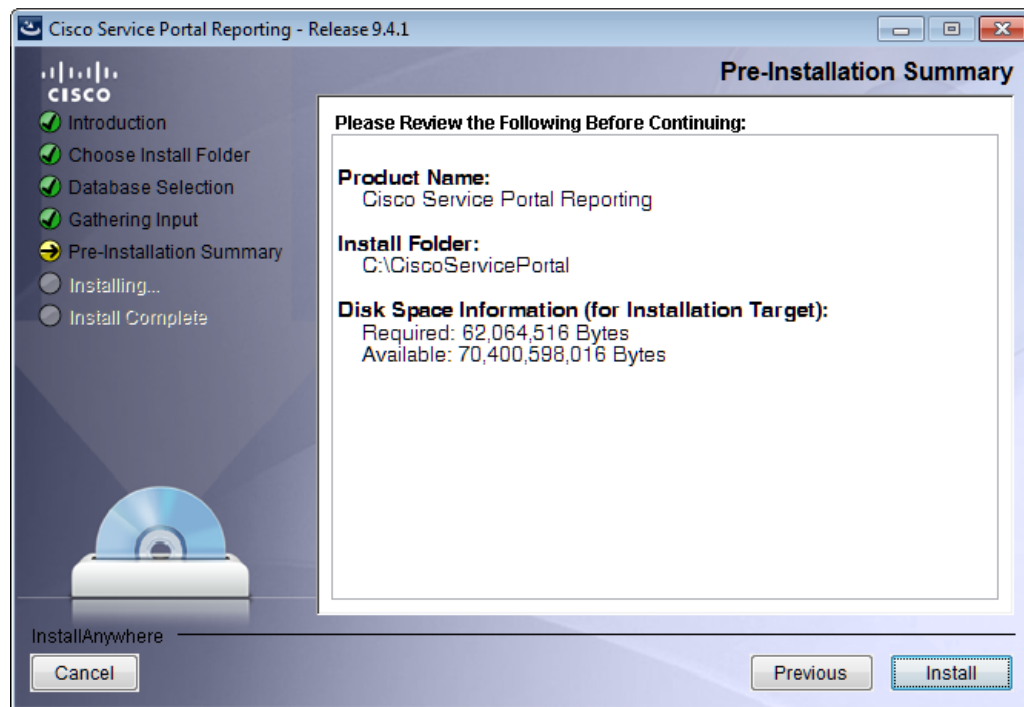 Cisco Service Portal Reporting - Release 9.4.1
CISCO
Pre-Installation Summary
Introduction
Choose Install Folder
Database Selection
Gathering Input
Pre-Installation Summary
Installing...
Install Complete
Please Review the Following Before Continuing:
Product Name:
Cisco Service Portal Reporting
Install Folder:
C:\CiscoServicePortal
Disk Space Information (for Installation Target):
Required: 62,064,516 Bytes
Available: 70,400,598,016 Bytes
InstallAnywhere
Cancel
Previous
Install